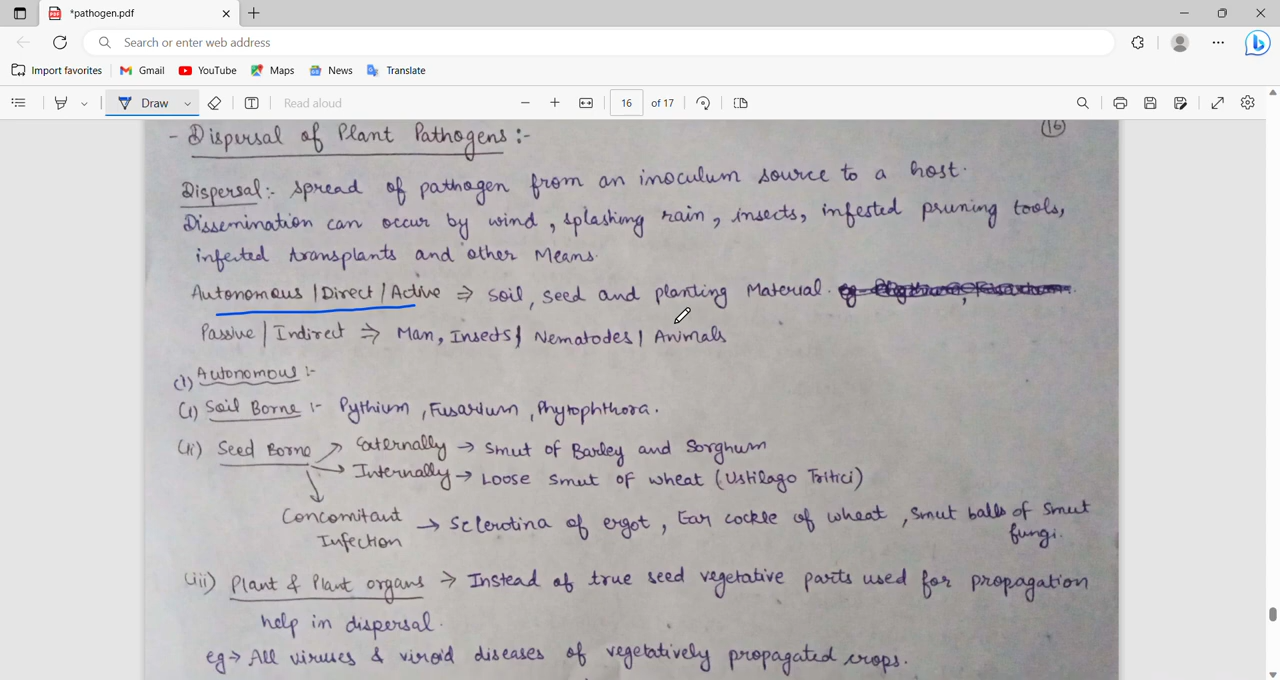 *pathogen.pdf
Search or enter web address
Import favorites Gmail YouTube Maps News Translate
Draw Read aloud 16 of 17
- Dispersal of Plant Pathogens :- 16
Dispersal :- spread of pathogen from an inoculum source to a host.
Dissemination can occur by wind, splashing rain, insects, infested pruning tools,
infected transplants and other Means.
Autonomous | Direct | Active ⇒ soil, seed and planting Material.
Passive | Indirect ⇒ Man, Insects | Nematodes | Animals
(1) Autonomous :-
(i) Soil Borne :- Pythium, Fusarium, Phytophthora.
(ii) Seed Borne → Externally → Smut of Barley and Sorghum
→ Internally → Loose smut of wheat (Ustilago Tritici)
Concomitant Infection → Sclerotina of ergot, Ear cockle of wheat, Smut balls of Smut fungi.
(iii) Plant & Plant organs → Instead of true seed vegetative parts used for propagation
help in dispersal.
eg → All viruses & viroid diseases of vegetatively propagated crops.